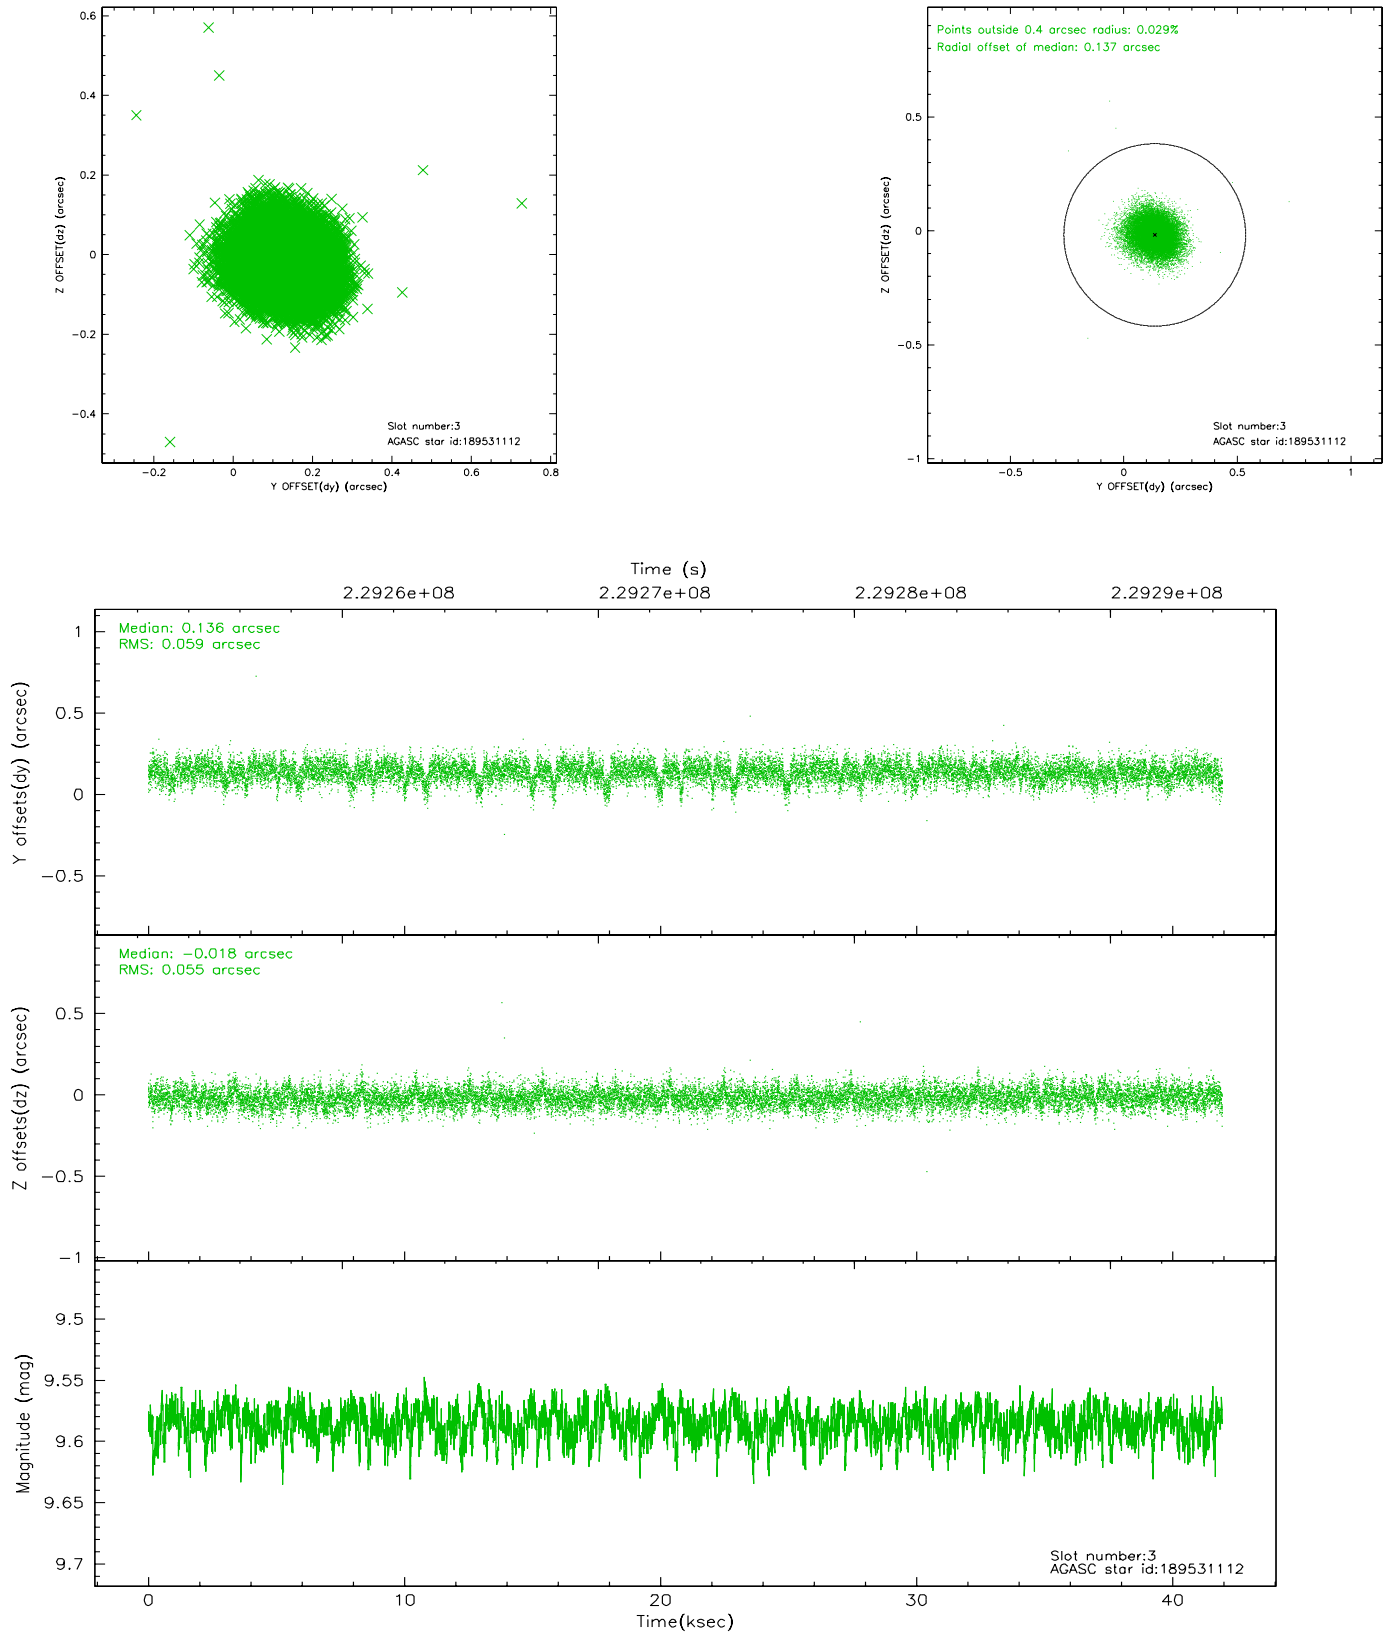 0.6
0.4
0.2
0
−0.2
−0.4
Z OFFSET(dz) (arcsec)
Slot number:3
AGASC star id:189531112
−0.2 0 0.2 0.4 0.6 0.8
Y OFFSET(dy) (arcsec)
Points outside 0.4 arcsec radius: 0.029%
Radial offset of median: 0.137 arcsec
0.5
0
−0.5
−1
Z OFFSET(dz) (arcsec)
Slot number:3
AGASC star id:189531112
−0.5 0 0.5 1
Y OFFSET(dy) (arcsec)
Time (s)
2.2926e+08 2.2927e+08 2.2928e+08 2.2929e+08
Median: 0.136 arcsec
RMS: 0.059 arcsec
1
0.5
0
−0.5
Y offsets(dy) (arcsec)
Median: −0.018 arcsec
RMS: 0.055 arcsec
0.5
0
−0.5
−1
Z offsets(dz) (arcsec)
9.5
9.55
9.6
9.65
9.7
Magnitude (mag)
Slot number:3
AGASC star id:189531112
0 10 20 30 40
Time(ksec)